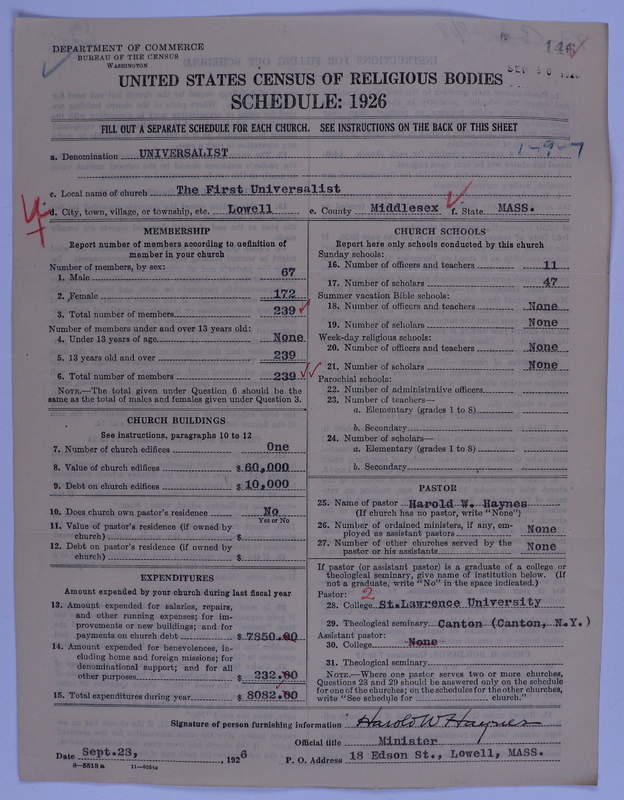 DEPARTMENT OF COMMERCE
BUREAU OF THE CENSUS
WASHINGTON
146
UNITED STATES CENSUS OF RELIGIOUS BODIES
SCHEDULE: 1926
FILL OUT A SEPARATE SCHEDULE FOR EACH CHURCH. SEE INSTRUCTIONS ON THE BACK OF THIS SHEET
a. Denomination UNIVERSALIST
c. Local name of church The First Universalist
d. City, town, village, or township, etc. Lowell e. County Middlesex f. State MASS.
MEMBERSHIP
Report number of members according to definition of
member in your church
Number of members, by sex:
1. Male 67
2. Female 172
3. Total number of members 239
Number of members under and over 13 years old:
4. Under 13 years of age None
5. 13 years old and over 239
6. Total number of members 239
NOTE.—The total given under Question 6 should be the
same as the total of males and females given under Question 3.
CHURCH BUILDINGS
See instructions, paragraphs 10 to 12
7. Number of church edifices One
8. Value of church edifices $ 60,000
9. Debt on church edifices $ 10,000
10. Does church own pastor's residence No
Yes or No
11. Value of pastor's residence (if owned by
church) $
12. Debt on pastor's residence (if owned by
church) $
EXPENDITURES
Amount expended by your church during last fiscal year
13. Amount expended for salaries, repairs,
and other running expenses; for im-
provements or new buildings; and for
payments on church debt $ 7850.00
14. Amount expended for benevolences, in-
cluding home and foreign missions; for
denominational support; and for all
other purposes $ 232.00
15. Total expenditures during year $ 8082.00
CHURCH SCHOOLS
Report here only schools conducted by this church
Sunday schools:
16. Number of officers and teachers 11
17. Number of scholars 47
Summer vacation Bible schools:
18. Number of officers and teachers None
19. Number of scholars None
Week-day religious schools:
20. Number of officers and teachers None
21. Number of scholars None
Parochial schools:
22. Number of administrative officers
23. Number of teachers—
a. Elementary (grades 1 to 8)
b. Secondary
24. Number of scholars—
a. Elementary (grades 1 to 8)
b. Secondary
PASTOR
25. Name of pastor Harold W. Haynes
(If church has no pastor, write "None")
26. Number of ordained ministers, if any, em-
ployed as assistant pastors None
27. Number of other churches served by the
pastor or his assistants None
If pastor (or assistant pastor) is a graduate of a college or
theological seminary, give name of institution below. (If
not a graduate, write "No" in the space indicated.)
Pastor: 2
28. College St.Lawrence University
29. Theological seminary Canton (Canton, N.Y.)
Assistant pastor:
30. College None
31. Theological seminary
NOTE.—Where one pastor serves two or more churches,
Questions 28 and 29 should be answered only on the schedule
for one of the churches; on the schedules for the other churches,
write "See schedule for church."
Signature of person furnishing information Harold W Haynes
Official title Minister
Date Sept.23, 1926
P. O. Address 18 Edson St., Lowell, MASS.
8-5518 a